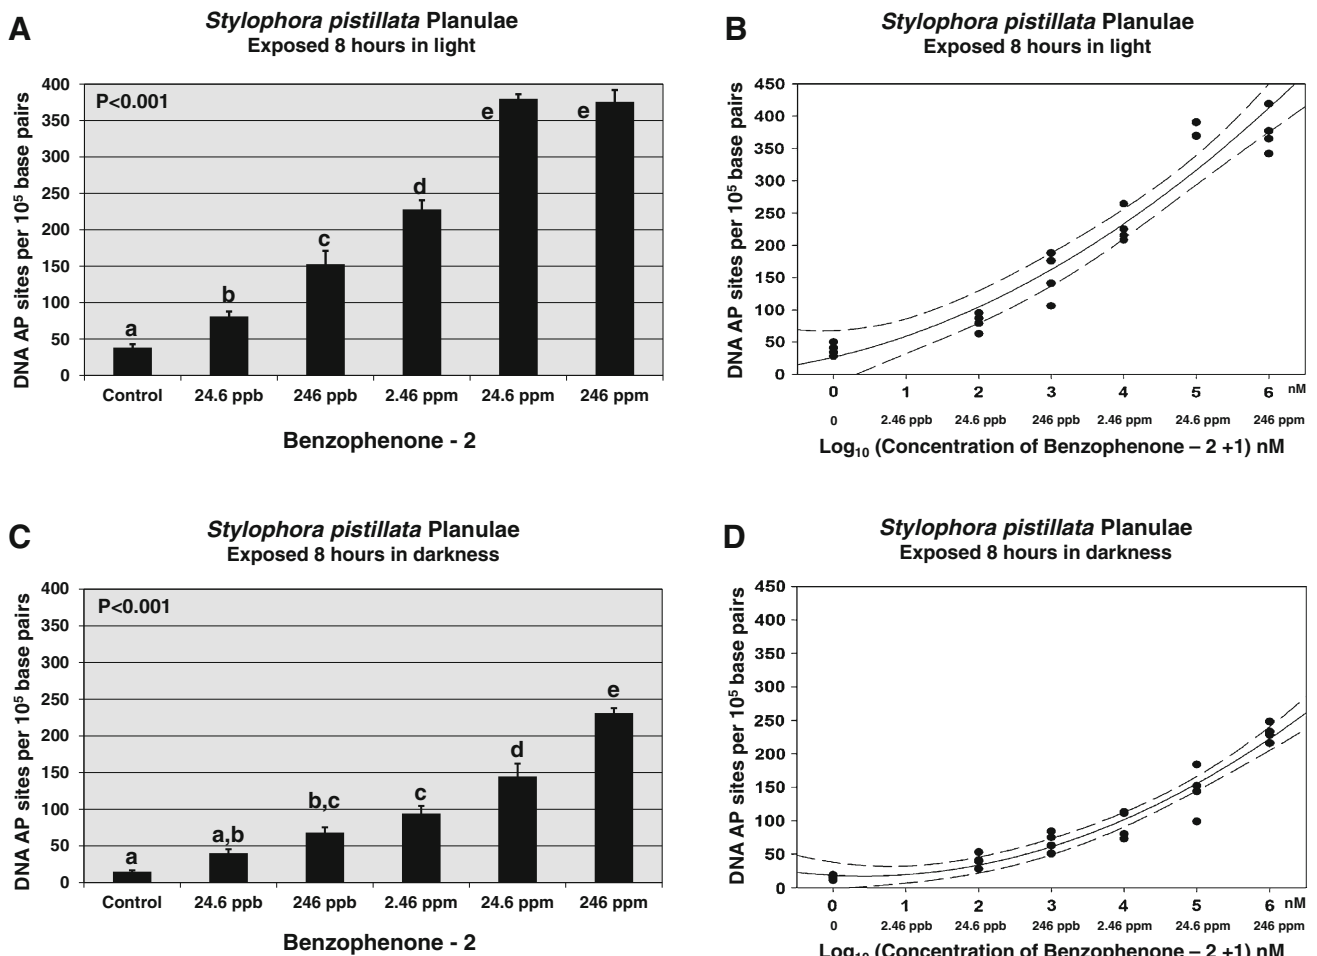 A
Stylophora pistillata Planulae
Exposed 8 hours in light
DNA AP sites per 10⁵ base pairs
400
350
300
250
200
150
100
50
0
P<0.001
a
b
c
d
e
e
Control
24.6 ppb
246 ppb
2.46 ppm
24.6 ppm
246 ppm
Benzophenone - 2
B
Stylophora pistillata Planulae
Exposed 8 hours in light
DNA AP sites per 10⁵ base pairs
450
400
350
300
250
200
150
100
50
0
0 1 2 3 4 5 6 nM
0 2.46 ppb 24.6 ppb 246 ppb 2.46 ppm 24.6 ppm 246 ppm
Log₁₀ (Concentration of Benzophenone – 2 +1) nM
C
Stylophora pistillata Planulae
Exposed 8 hours in darkness
DNA AP sites per 10⁵ base pairs
400
350
300
250
200
150
100
50
0
P<0.001
a
a,b
b,c
c
d
e
Control
24.6 ppb
246 ppb
2.46 ppm
24.6 ppm
246 ppm
Benzophenone - 2
D
Stylophora pistillata Planulae
Exposed 8 hours in darkness
DNA AP sites per 10⁵ base pairs
450
400
350
300
250
200
150
100
50
0
0 1 2 3 4 5 6 nM
0 2.46 ppb 24.6 ppb 246 ppb 2.46 ppm 24.6 ppm 246 ppm
Log₁₀ (Concentration of Benzophenone – 2 +1) nM